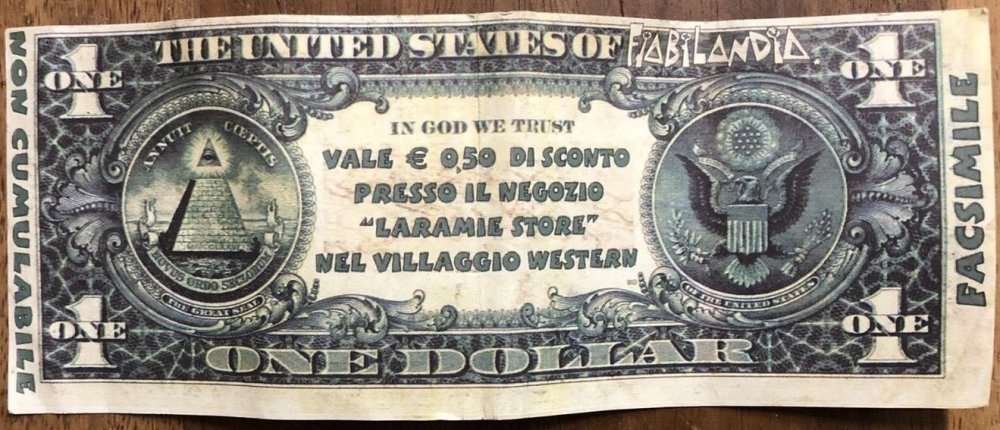 THE UNITED STATES OF FIABILANDIA.
ONE
ONE
1
1
NON CUMULABILE
ANNUIT CŒPTIS
MDCCLXXVI
NOVUS ORDO SECLORUM
THE GREAT SEAL
IN GOD WE TRUST
VALE € 0,50 DI SCONTO
PRESSO IL NEGOZIO
"LARAMIE STORE"
NEL VILLAGGIO WESTERN
OF THE UNITED STATES
FACSIMILE
ONE
ONE
1
1
ONE DOLLAR